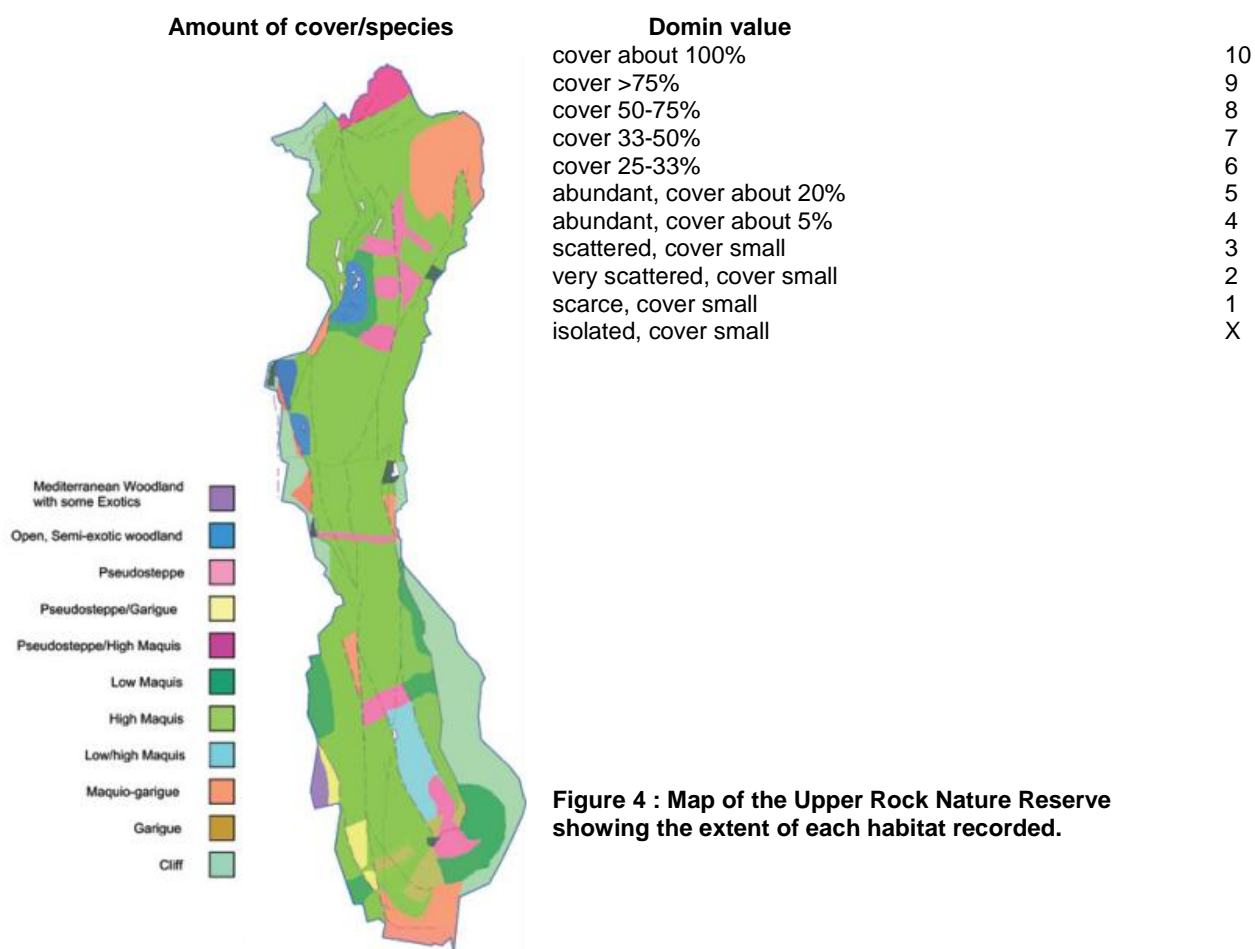 Amount of cover/species Domin value
cover about 100% 10
cover >75% 9
cover 50-75% 8
cover 33-50% 7
cover 25-33% 6
abundant, cover about 20% 5
abundant, cover about 5% 4
scattered, cover small 3
very scattered, cover small 2
scarce, cover small 1
isolated, cover small X
Mediterranean Woodland
with some Exotics
Open, Semi-exotic woodland
Pseudosteppe
Pseudosteppe/Garigue
Pseudosteppe/High Maquis
Low Maquis
High Maquis
Low/high Maquis
Maquio-garigue
Garigue
Cliff
Figure 4 : Map of the Upper Rock Nature Reserve
showing the extent of each habitat recorded.